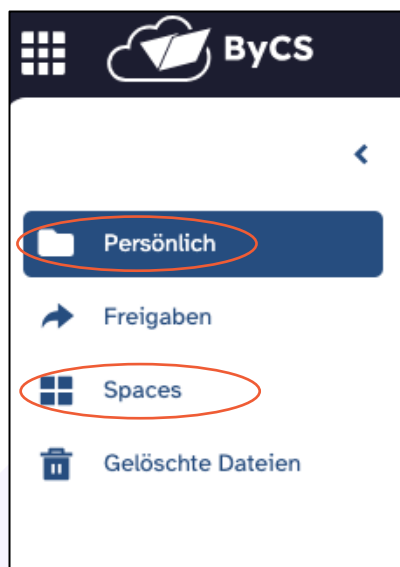 ByCS
Persönlich
Freigaben
Spaces
Gelöschte Dateien